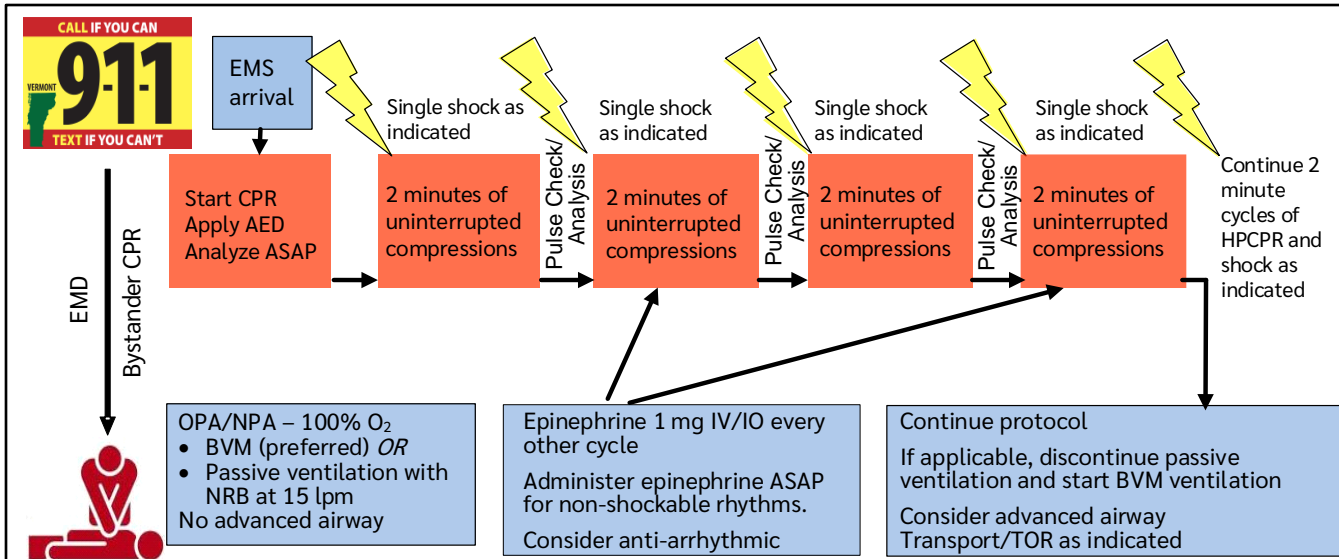 CALL IF YOU CAN
VERMONT
9-1-1
TEXT IF YOU CAN'T
EMS
arrival
Single shock as
indicated
Single shock
as indicated
Single shock
as indicated
Single shock
as indicated
Start CPR
Apply AED
Analyze ASAP
2 minutes of
uninterrupted
compressions
Pulse Check/
Analysis
2 minutes of
uninterrupted
compressions
Pulse Check/
Analysis
2 minutes of
uninterrupted
compressions
Pulse Check/
Analysis
2 minutes of
uninterrupted
compressions
Continue 2
minute
cycles of
HPCPR and
shock as
indicated
EMD
Bystander CPR
OPA/NPA – 100% O₂
• BVM (preferred) OR
• Passive ventilation with
NRB at 15 lpm
No advanced airway
Epinephrine 1 mg IV/IO every
other cycle
Administer epinephrine ASAP
for non-shockable rhythms.
Consider anti-arrhythmic
Continue protocol
If applicable, discontinue passive
ventilation and start BVM ventilation
Consider advanced airway
Transport/TOR as indicated